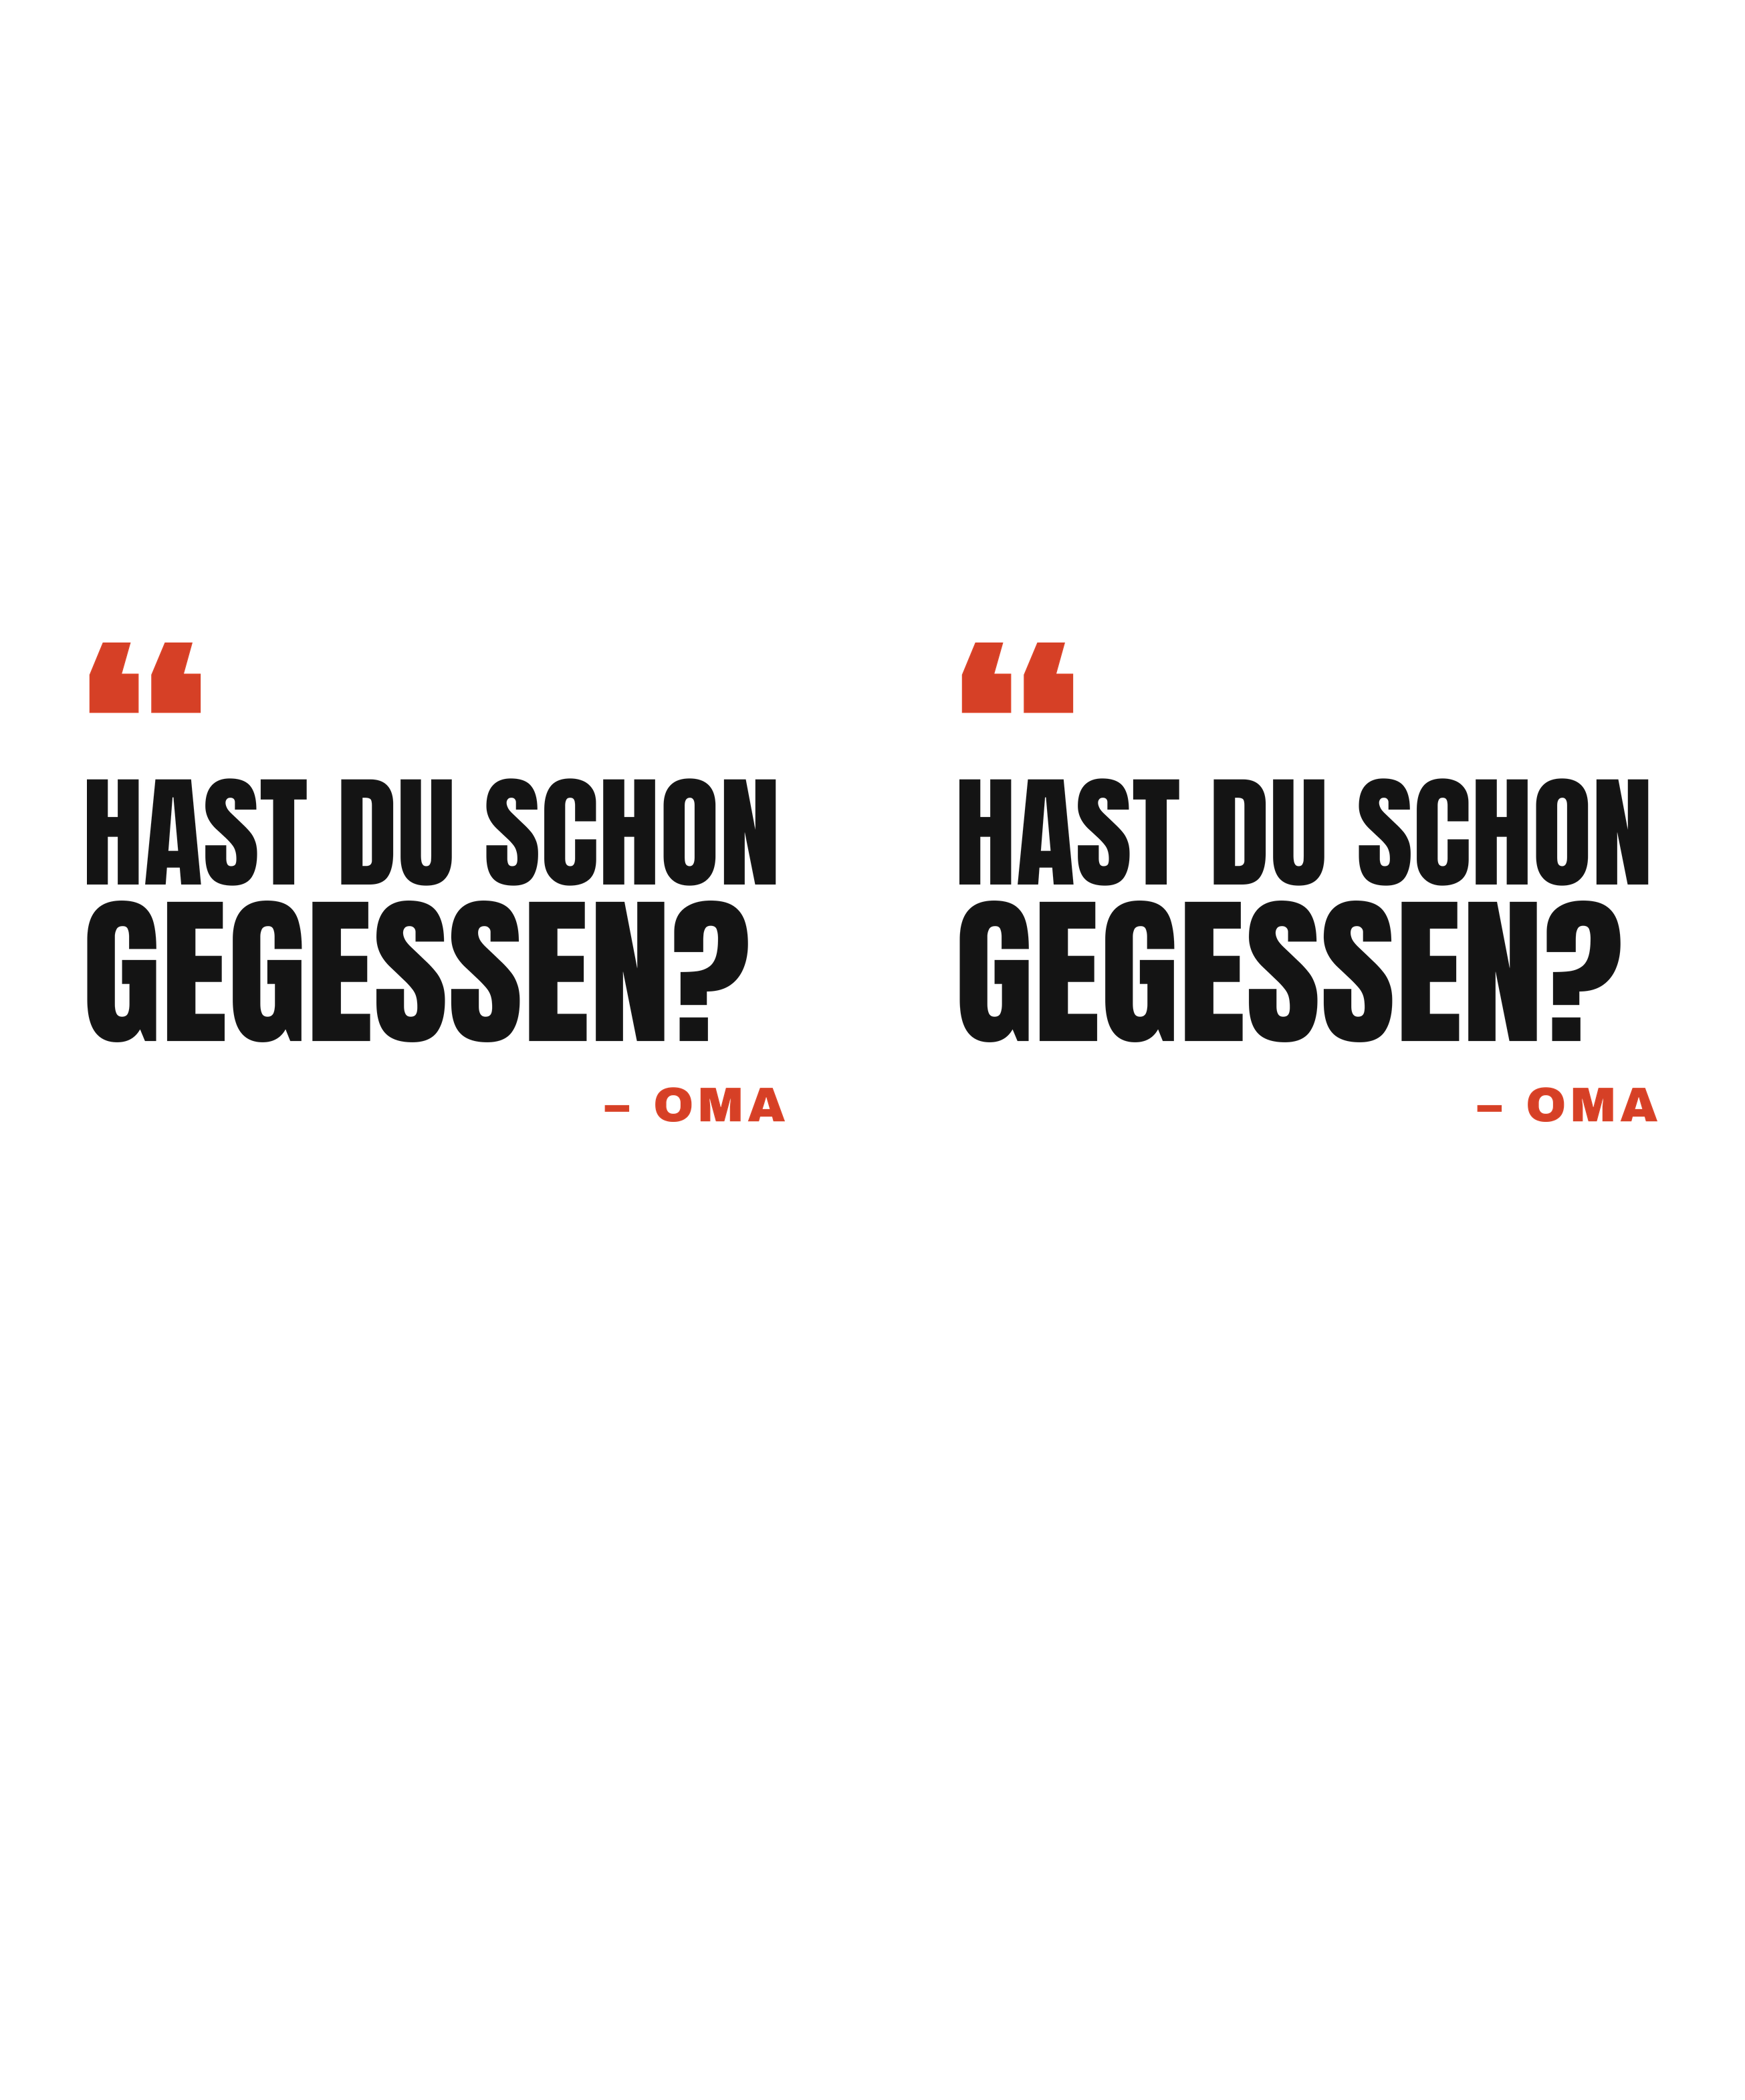 “
HAST DU SCHON
GEGESSEN?
– OMA
“
HAST DU SCHON
GEGESSEN?
– OMA